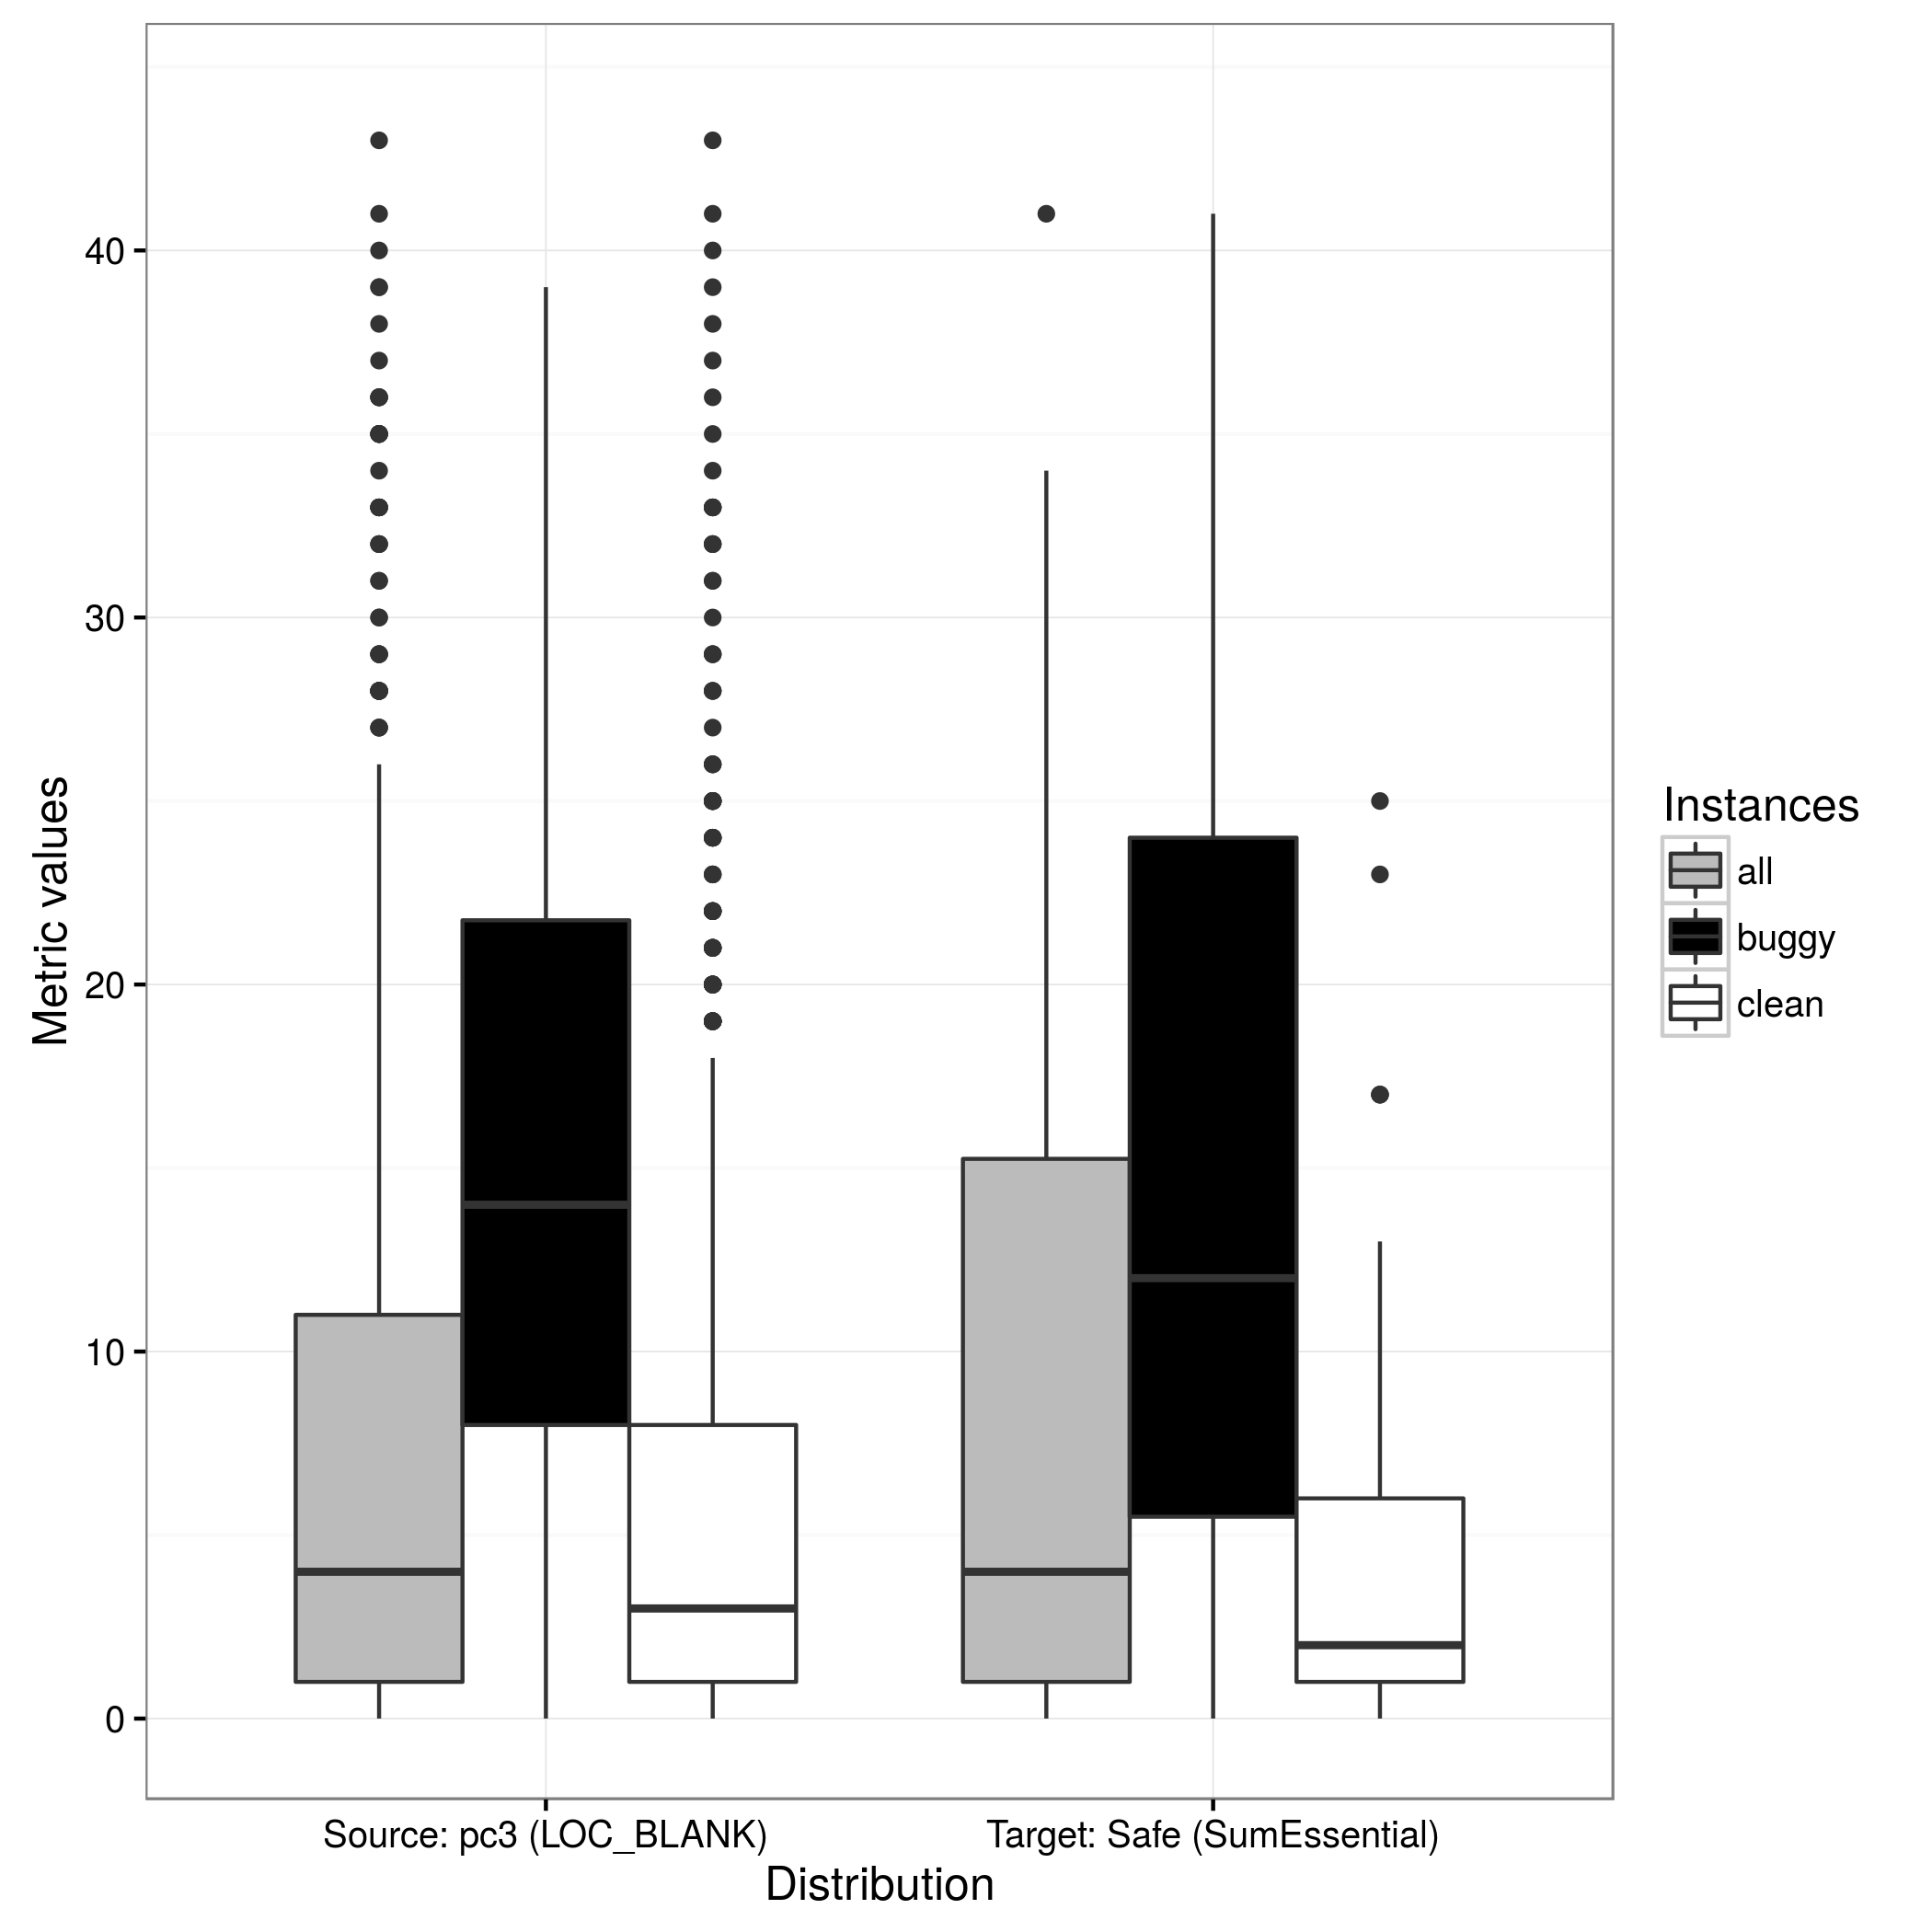 Metric values
40
30
20
10
0
Source: pc3 (LOC_BLANK)
Target: Safe (SumEssential)
Distribution
Instances
all
buggy
clean